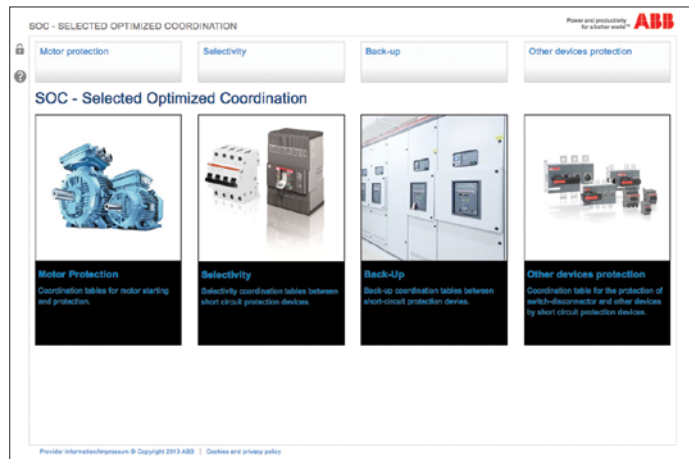 SOC - SELECTED OPTIMIZED COORDINATION
Power and productivity
for a better world™
ABB
Motor protection
Selectivity
Back-up
Other devices protection
SOC - Selected Optimized Coordination
Motor Protection
Coordination tables for motor starting
and protection.
Selectivity
Selectivity coordination tables between
short circuit protection devices.
Back-Up
Back-up coordination tables between
short-circuit protection devies.
Other devices protection
Coordination table for the protection of
switch-disconnector and other devices
by short circuit protection devices.
Provider information/Impressum © Copyright 2013 ABB | Cookies and privacy policy